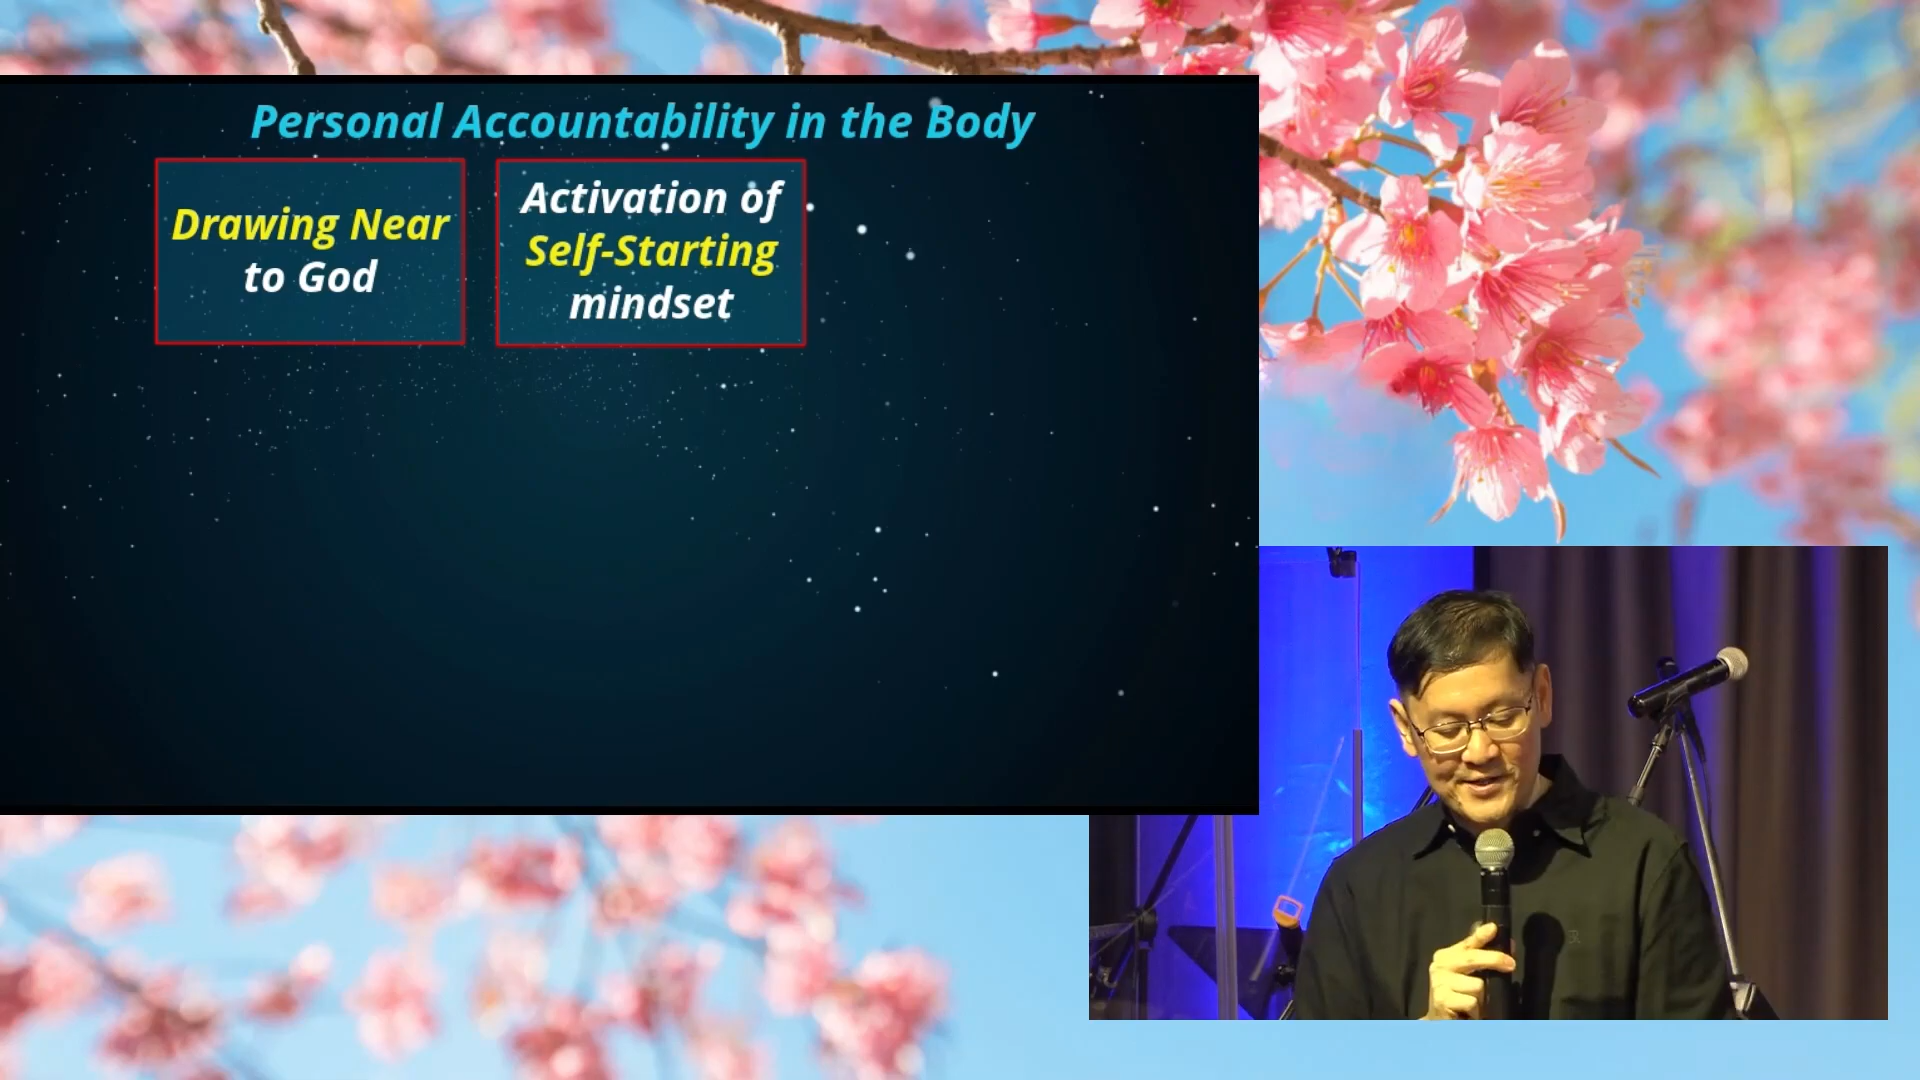 Personal Accountability in the Body
Drawing Near
to God
Activation of
Self-Starting
mindset